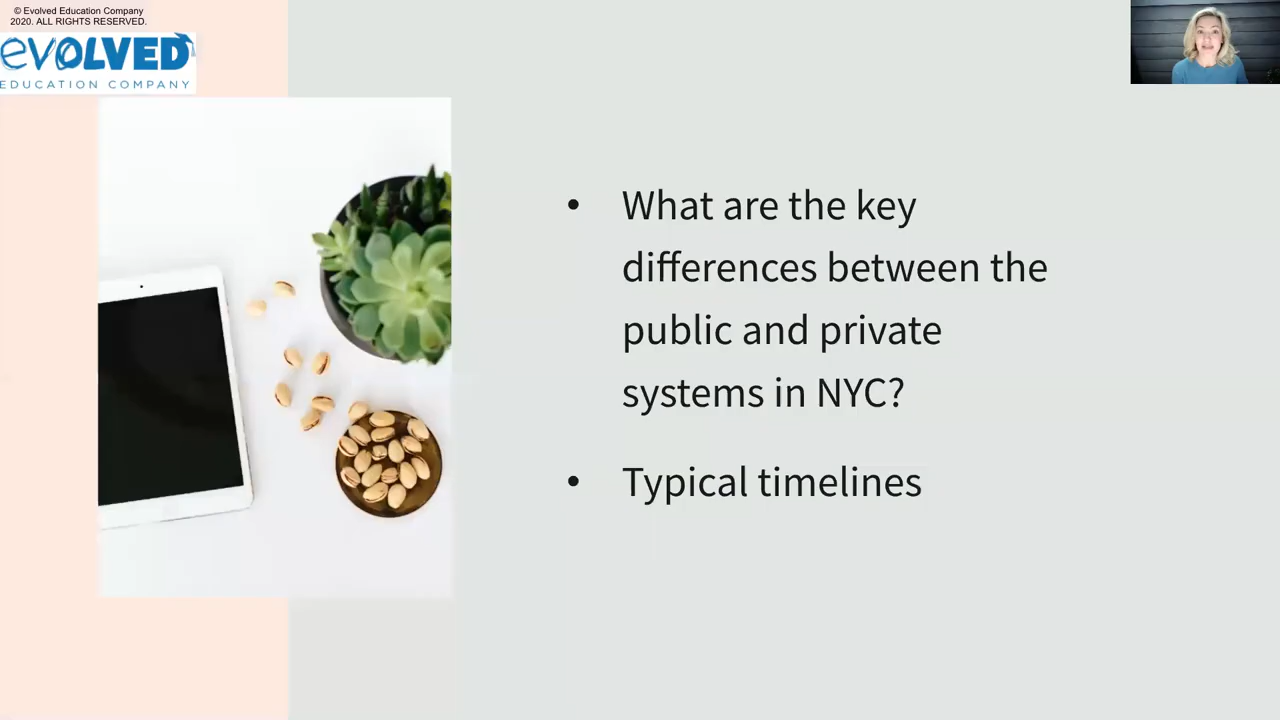 © Evolved Education Company
2020. ALL RIGHTS RESERVED.
evOLVED
EDUCATION COMPANY
• What are the key
differences between the
public and private
systems in NYC?
• Typical timelines